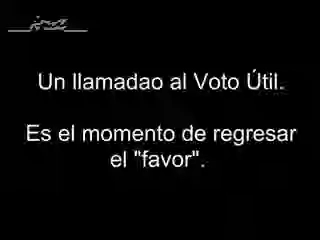 Un llamadao al Voto Útil.
Es el momento de regresar
el "favor".